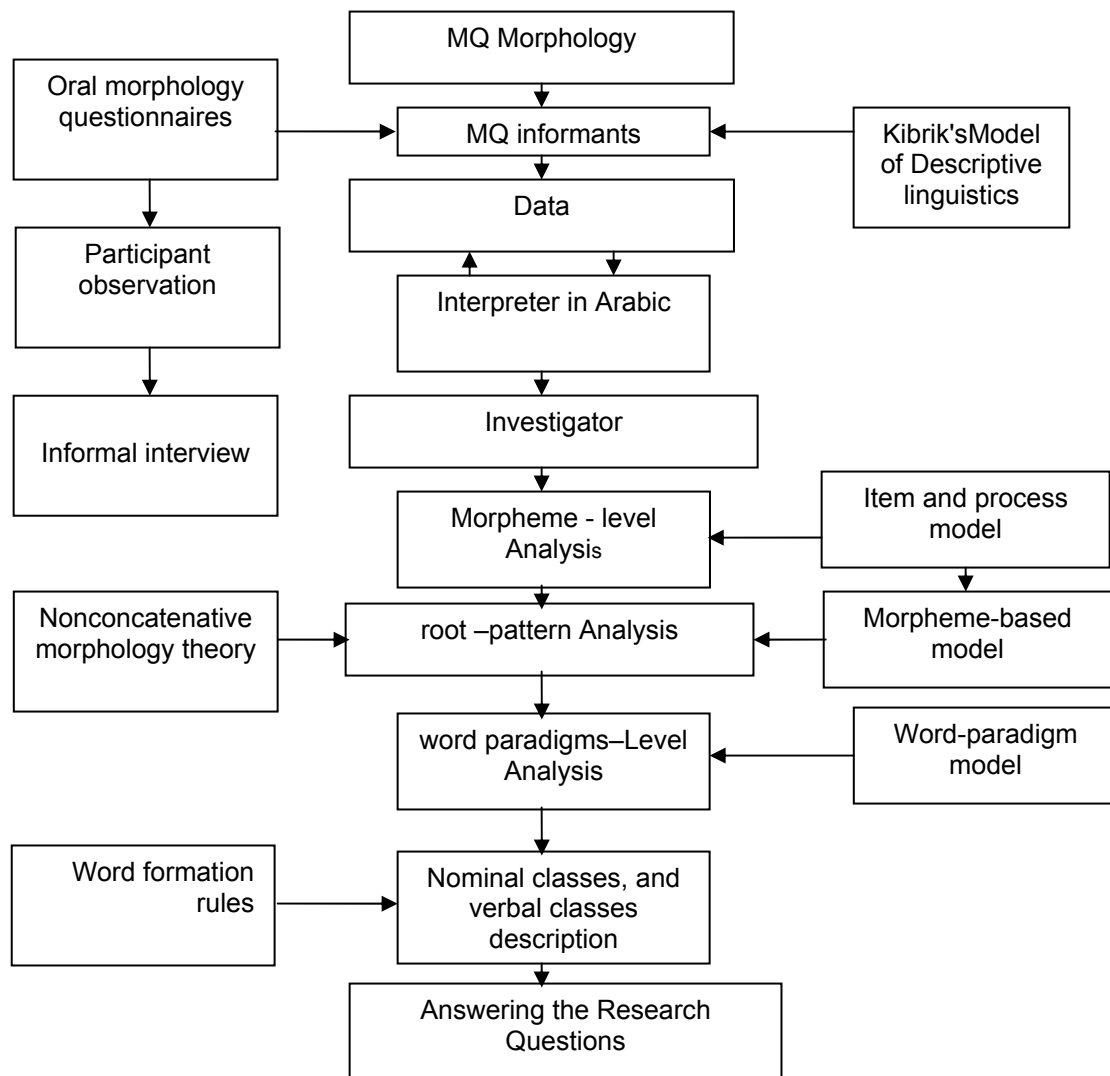 MQ Morphology
Oral morphology
questionnaires
MQ informants
Kibrik'sModel
of Descriptive
linguistics
Data
Participant
observation
Interpreter in Arabic
Informal interview
Investigator
Morpheme - level
Analysis
Item and process
model
Nonconcatenative
morphology theory
root –pattern Analysis
Morpheme-based
model
word paradigms–Level
Analysis
Word-paradigm
model
Word formation
rules
Nominal classes, and
verbal classes
description
Answering the Research
Questions